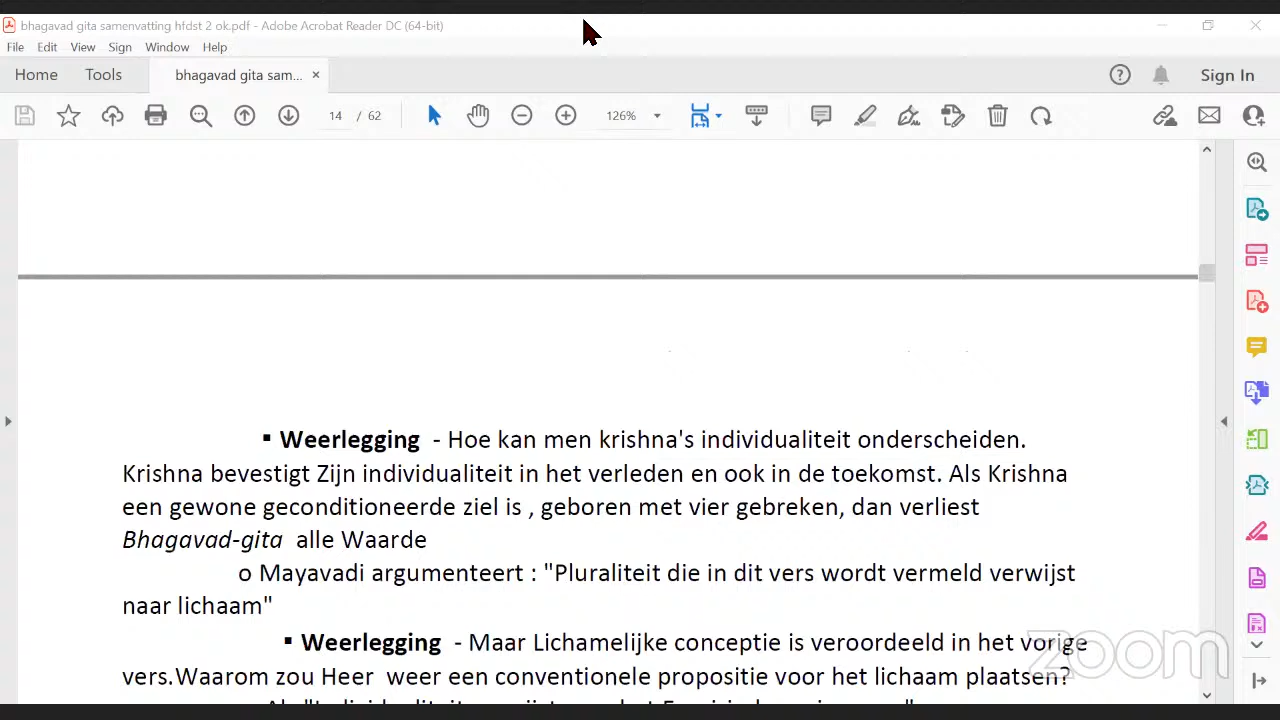 bhagavad gita samenvatting hfdst 2 ok.pdf - Adobe Acrobat Reader DC (64-bit)
File Edit View Sign Window Help
Home Tools bhagavad gita sam... × Sign In
14 / 62 126%
▪ Weerlegging - Hoe kan men krishna's individualiteit onderscheiden.
Krishna bevestigt Zijn individualiteit in het verleden en ook in de toekomst. Als Krishna
een gewone geconditioneerde ziel is , geboren met vier gebreken, dan verliest
Bhagavad-gita alle Waarde
o Mayavadi argumenteert : "Pluraliteit die in dit vers wordt vermeld verwijst
naar lichaam"
▪ Weerlegging - Maar Lichamelijke conceptie is veroordeeld in het vorige
vers.Waarom zou Heer weer een conventionele propositie voor het lichaam plaatsen?
zoom